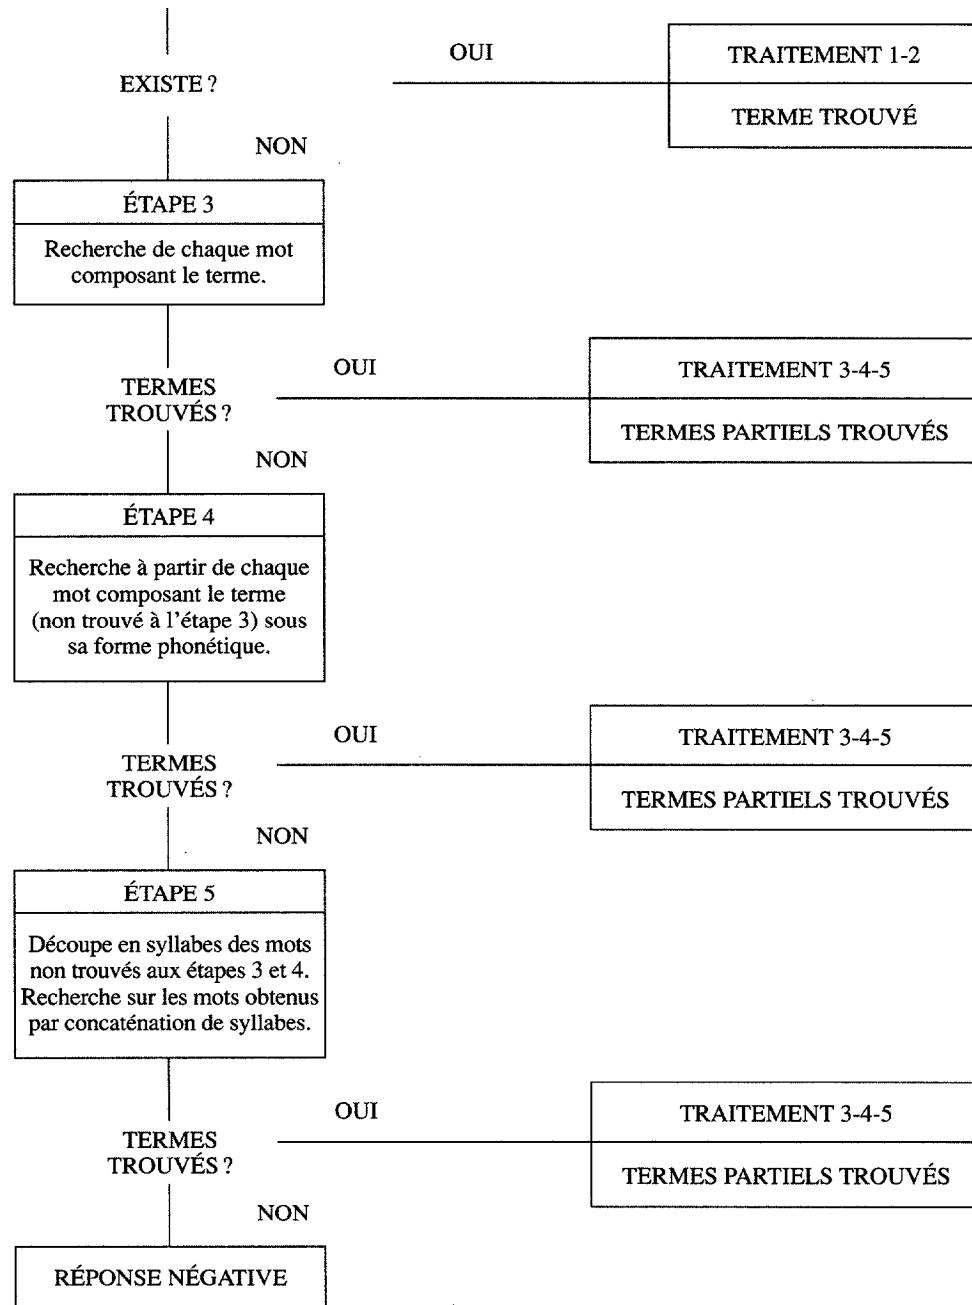 OUI
TRAITEMENT 1-2
EXISTE ?
TERME TROUVÉ
NON
ÉTAPE 3
Recherche de chaque mot
composant le terme.
OUI
TRAITEMENT 3-4-5
TERMES
TROUVÉS ?
TERMES PARTIELS TROUVÉS
NON
ÉTAPE 4
Recherche à partir de chaque
mot composant le terme
(non trouvé à l'étape 3) sous
sa forme phonétique.
OUI
TRAITEMENT 3-4-5
TERMES
TROUVÉS ?
TERMES PARTIELS TROUVÉS
NON
ÉTAPE 5
Découpe en syllabes des mots
non trouvés aux étapes 3 et 4.
Recherche sur les mots obtenus
par concaténation de syllabes.
OUI
TRAITEMENT 3-4-5
TERMES
TROUVÉS ?
TERMES PARTIELS TROUVÉS
NON
RÉPONSE NÉGATIVE